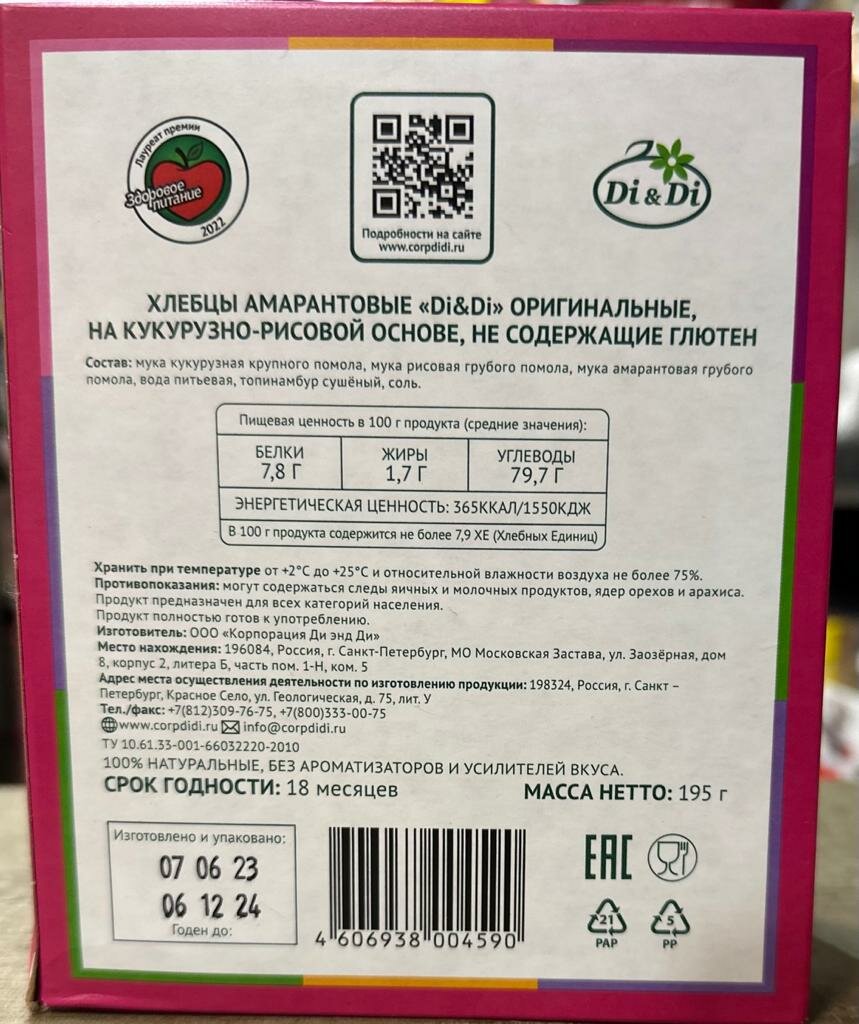 Лауреат премии
Здоровое
питание
2022
Подробности на сайте
www.corpdidi.ru
Di & Di
ХЛЕБЦЫ АМАРАНТОВЫЕ «Di&Di» ОРИГИНАЛЬНЫЕ,
НА КУКУРУЗНО-РИСОВОЙ ОСНОВЕ, НЕ СОДЕРЖАЩИЕ ГЛЮТЕН
Состав: мука кукурузная крупного помола, мука рисовая грубого помола, мука амарантовая грубого
помола, вода питьевая, топинамбур сушёный, соль.
Пищевая ценность в 100 г продукта (средние значения):
БЕЛКИ ЖИРЫ УГЛЕВОДЫ
7,8 Г 1,7 Г 79,7 Г
ЭНЕРГЕТИЧЕСКАЯ ЦЕННОСТЬ: 365ККАЛ/1550КДЖ
В 100 г продукта содержится не более 7,9 ХЕ (Хлебных Единиц)
Хранить при температуре от +2°С до +25°С и относительной влажности воздуха не более 75%.
Противопоказания: могут содержаться следы яичных и молочных продуктов, ядер орехов и арахиса.
Продукт предназначен для всех категорий населения.
Продукт полностью готов к употреблению.
Изготовитель: ООО «Корпорация Ди энд Ди»
Место нахождения: 196084, Россия, г. Санкт-Петербург, МО Московская Застава, ул. Заозёрная, дом
8, корпус 2, литера Б, часть пом. 1-Н, ком. 5
Адрес места осуществления деятельности по изготовлению продукции: 198324, Россия, г. Санкт –
Петербург, Красное Село, ул. Геологическая, д. 75, лит. У
Тел./факс: +7(812)309-76-75, +7(800)333-00-75
www.corpdidi.ru info@corpdidi.ru
ТУ 10.61.33-001-66032220-2010
100% НАТУРАЛЬНЫЕ, БЕЗ АРОМАТИЗАТОРОВ И УСИЛИТЕЛЕЙ ВКУСА.
СРОК ГОДНОСТИ: 18 месяцев МАССА НЕТТО: 195 г
Изготовлено и упаковано:
07 06 23
06 12 24
Годен до:
4 606938 004590
EAC
21 5
PAP PP